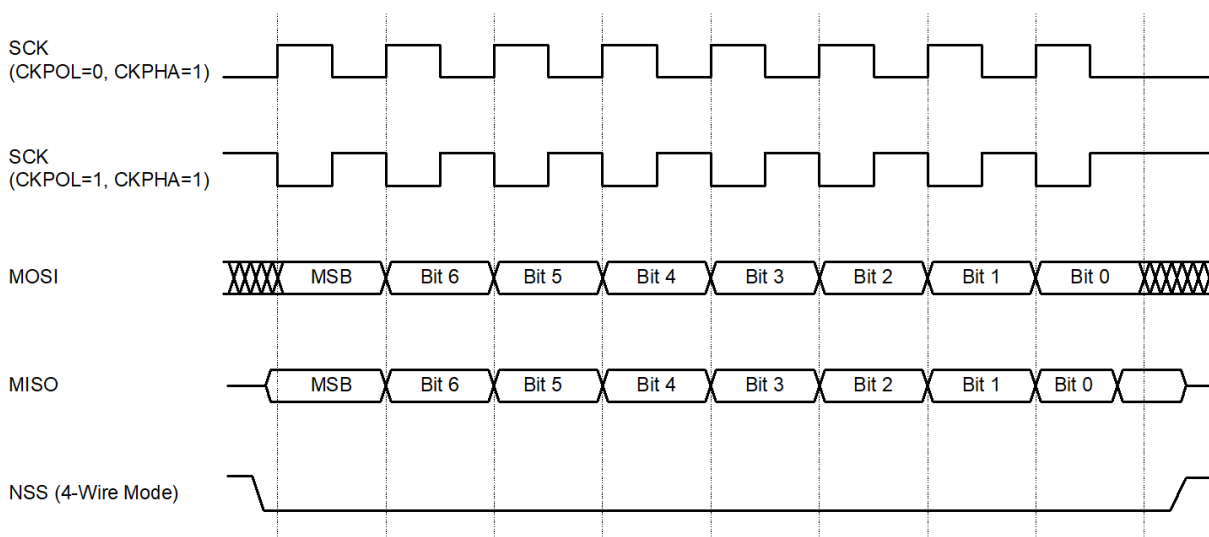 SCK
(CKPOL=0, CKPHA=1)
SCK
(CKPOL=1, CKPHA=1)
MOSI MSB Bit 6 Bit 5 Bit 4 Bit 3 Bit 2 Bit 1 Bit 0
MISO MSB Bit 6 Bit 5 Bit 4 Bit 3 Bit 2 Bit 1 Bit 0
NSS (4-Wire Mode)